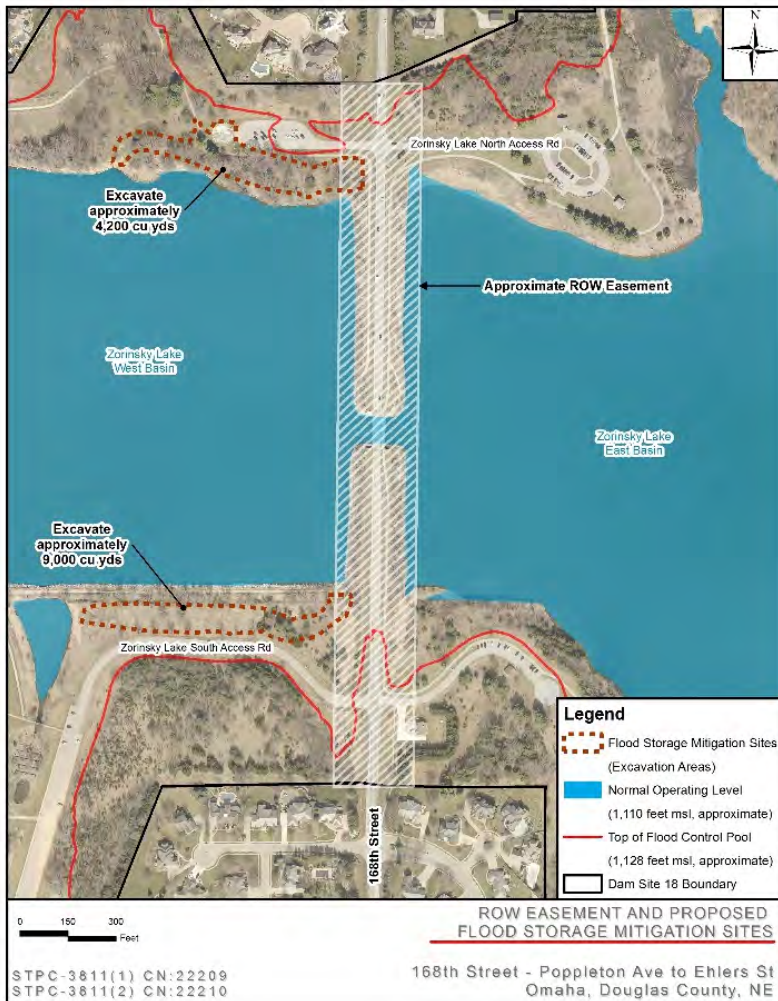 N
Zorinsky Lake North Access Rd
Excavate
approximately
4,200 cu yds
Approximate ROW Easement
Zorinsky Lake
West Basin
Zorinsky Lake
East Basin
Excavate
approximately
9,000 cu yds
Zorinsky Lake South Access Rd
168th Street
Legend
Flood Storage Mitigation Sites
(Excavation Areas)
Normal Operating Level
(1,110 feet msl, approximate)
Top of Flood Control Pool
(1,128 feet msl, approximate)
Dam Site 18 Boundary
0 150 300
Feet
ROW EASEMENT AND PROPOSED
FLOOD STORAGE MITIGATION SITES
STPC-3811(1) CN:22209
STPC-3811(2) CN:22210
168th Street - Poppleton Ave to Ehlers St
Omaha, Douglas County, NE